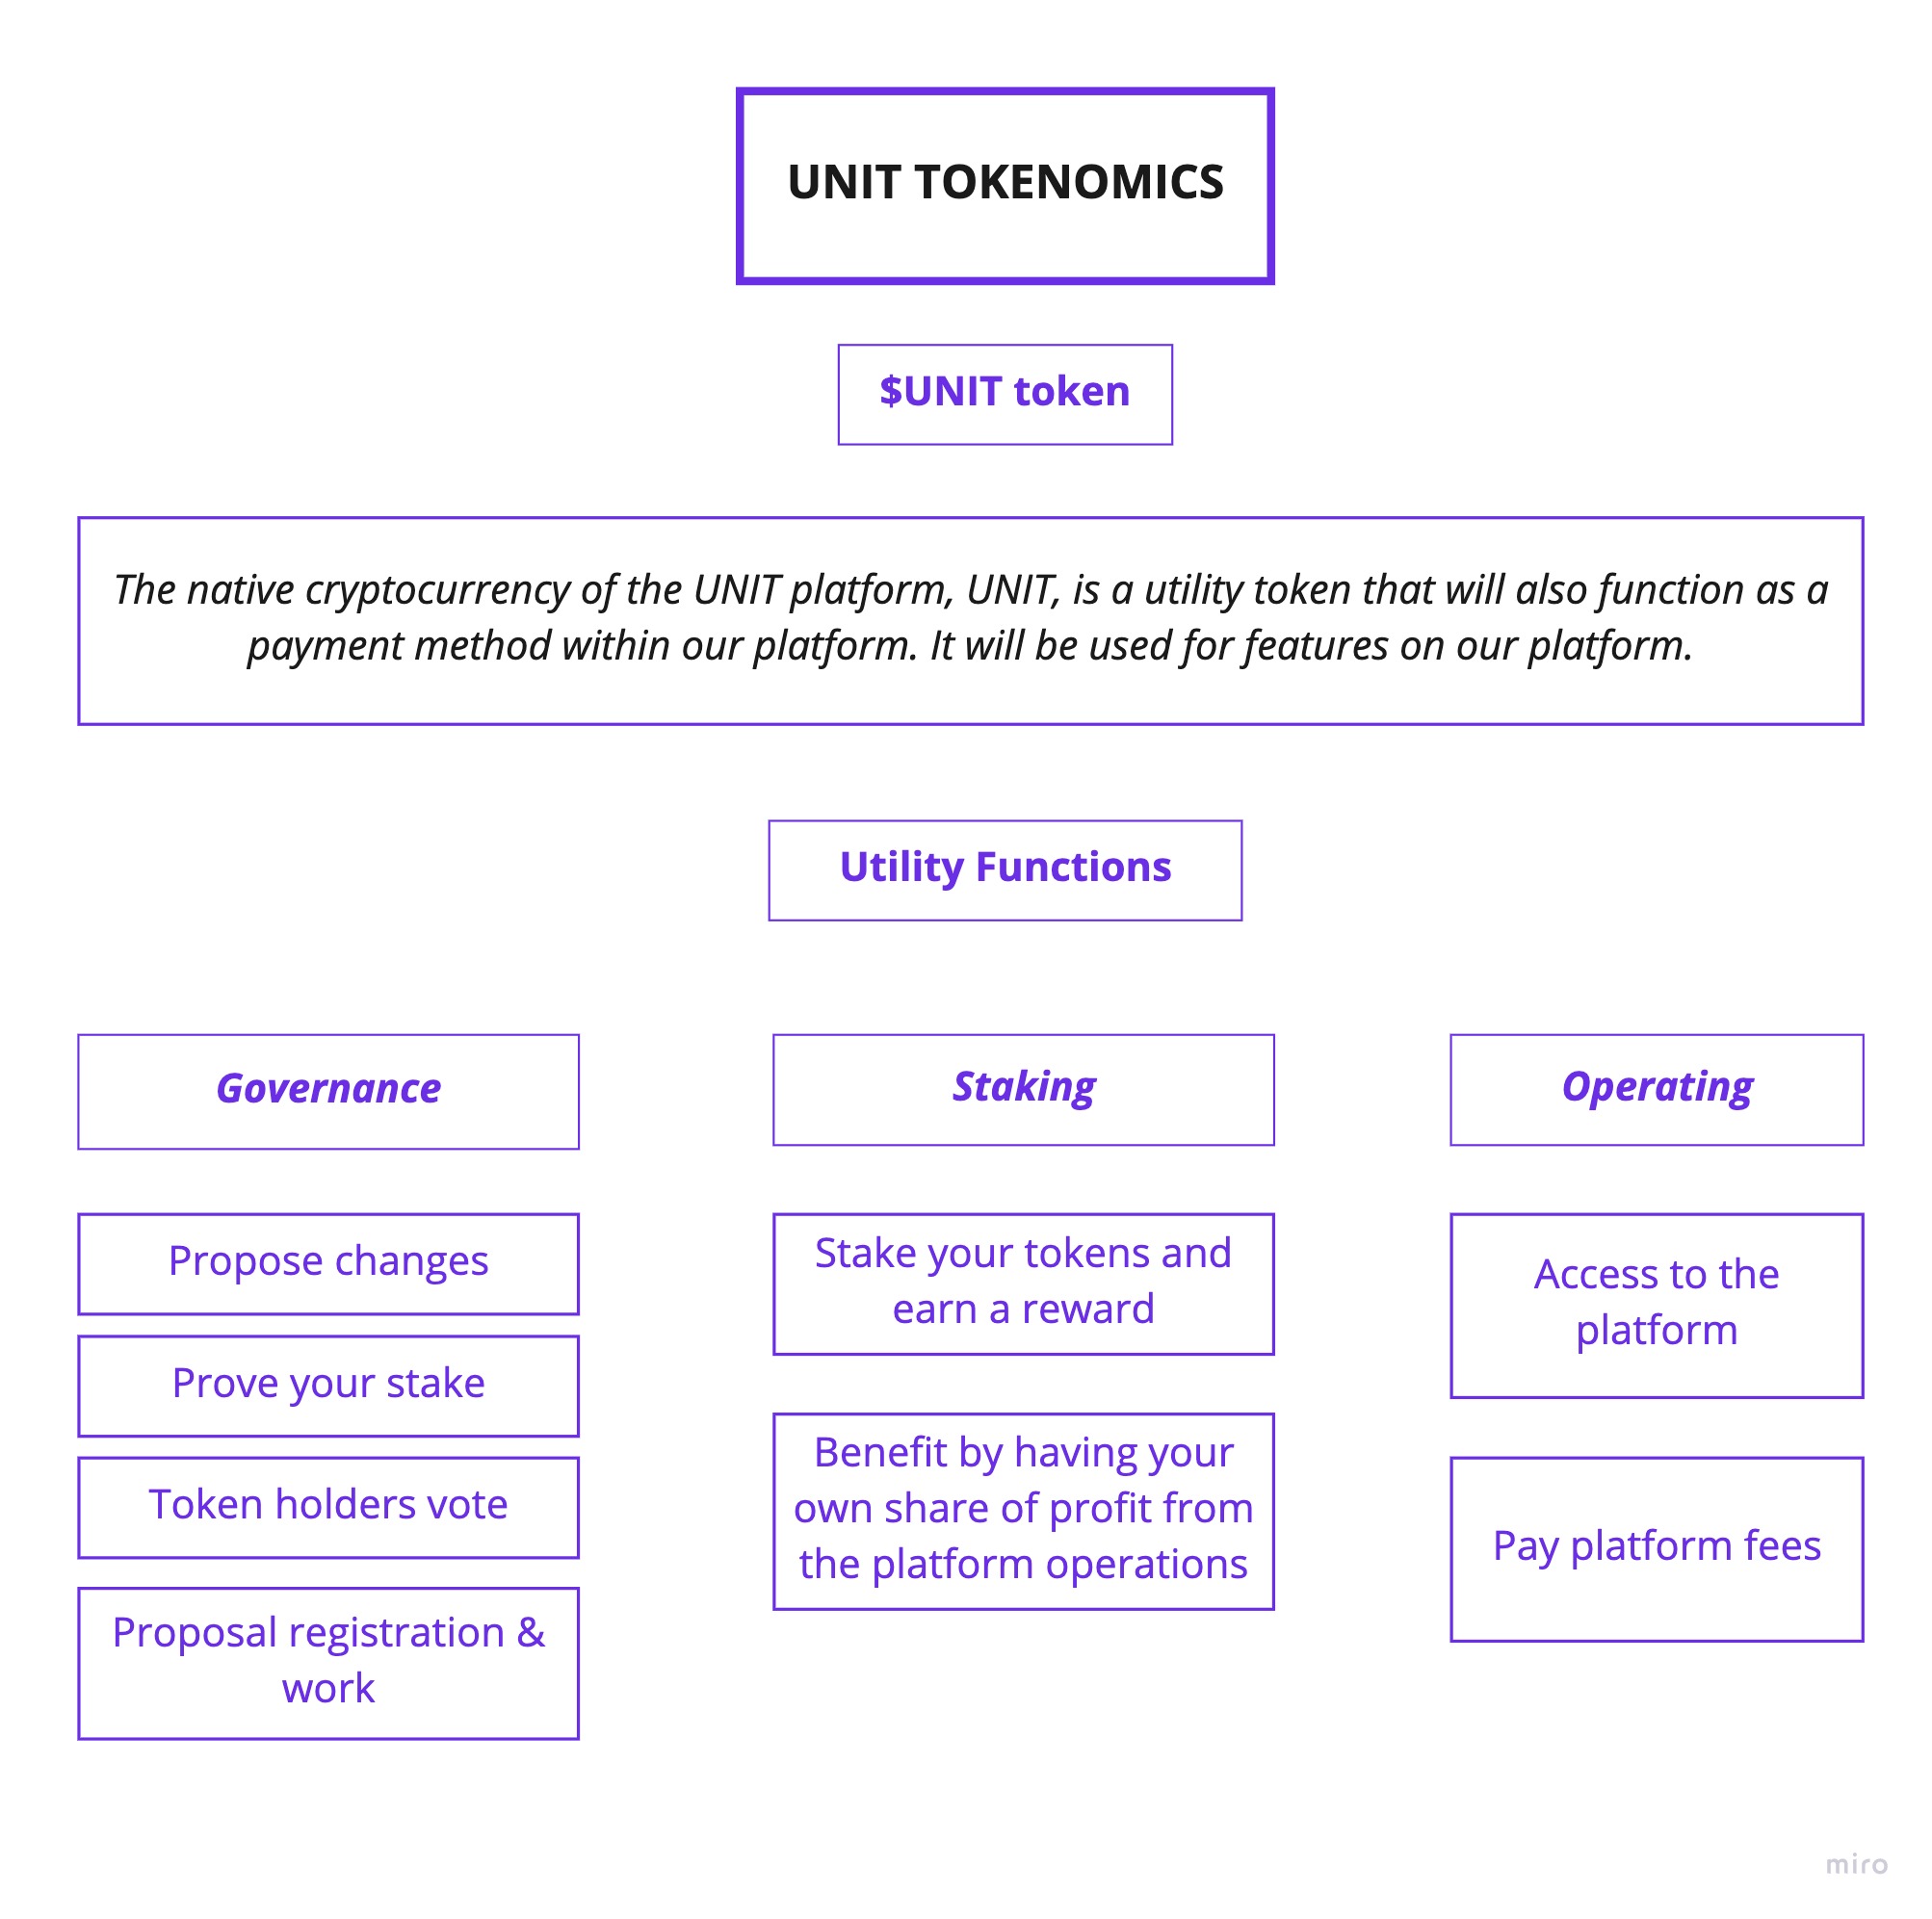 UNIT TOKENOMICS
$UNIT token
The native cryptocurrency of the UNIT platform, UNIT, is a utility token that will also function as a
payment method within our platform. It will be used for features on our platform.
Utility Functions
Governance
Propose changes
Prove your stake
Token holders vote
Proposal registration &
work
Staking
Stake your tokens and
earn a reward
Benefit by having your
own share of profit from
the platform operations
Operating
Access to the
platform
Pay platform fees
miro